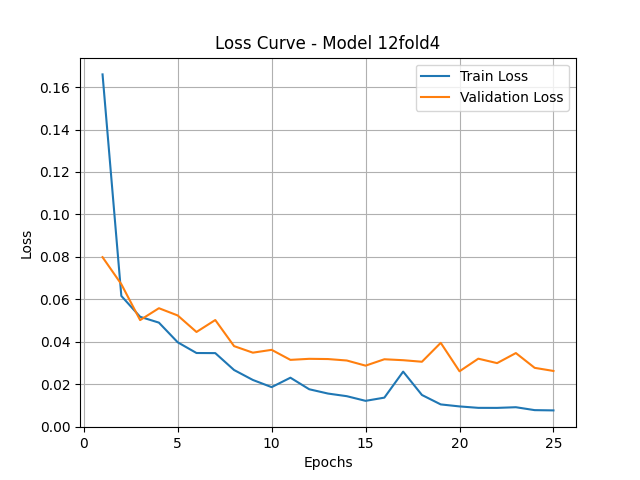 Loss Curve - Model 12fold4
Train Loss
Validation Loss
0.16
0.14
0.12
0.10
0.08
0.06
0.04
0.02
0.00
Loss
0 5 10 15 20 25
Epochs